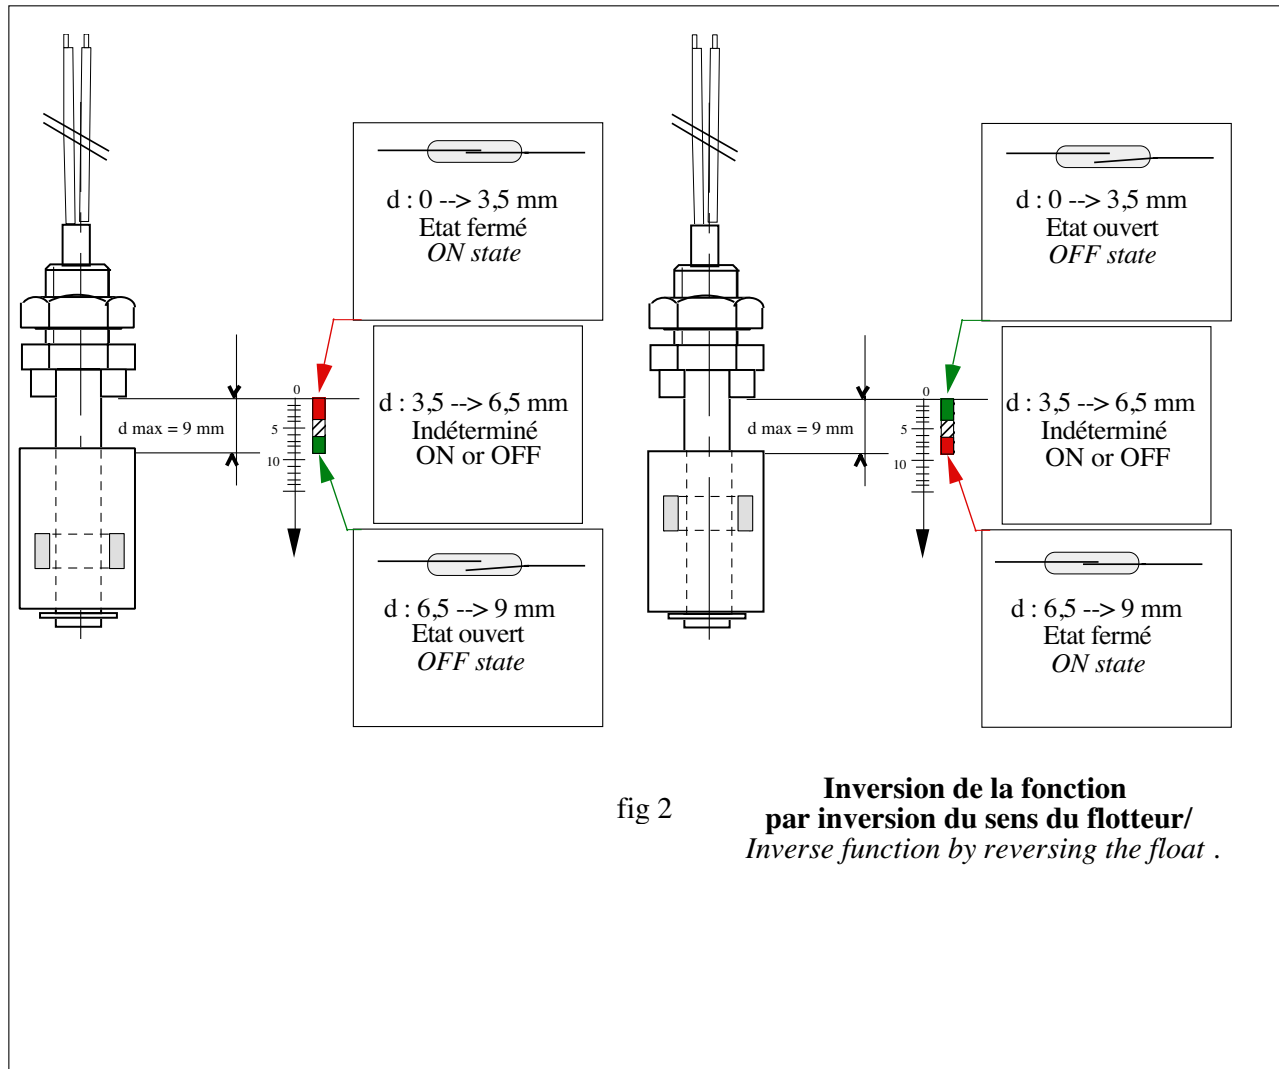 d : 0 --> 3,5 mm
Etat fermé
ON state
0
5
10
d max = 9 mm
d : 3,5 --> 6,5 mm
Indéterminé
ON or OFF
d : 6,5 --> 9 mm
Etat ouvert
OFF state
d : 0 --> 3,5 mm
Etat ouvert
OFF state
0
5
10
d max = 9 mm
d : 3,5 --> 6,5 mm
Indéterminé
ON or OFF
d : 6,5 --> 9 mm
Etat fermé
ON state
fig 2
Inversion de la fonction
par inversion du sens du flotteur/
Inverse function by reversing the float .